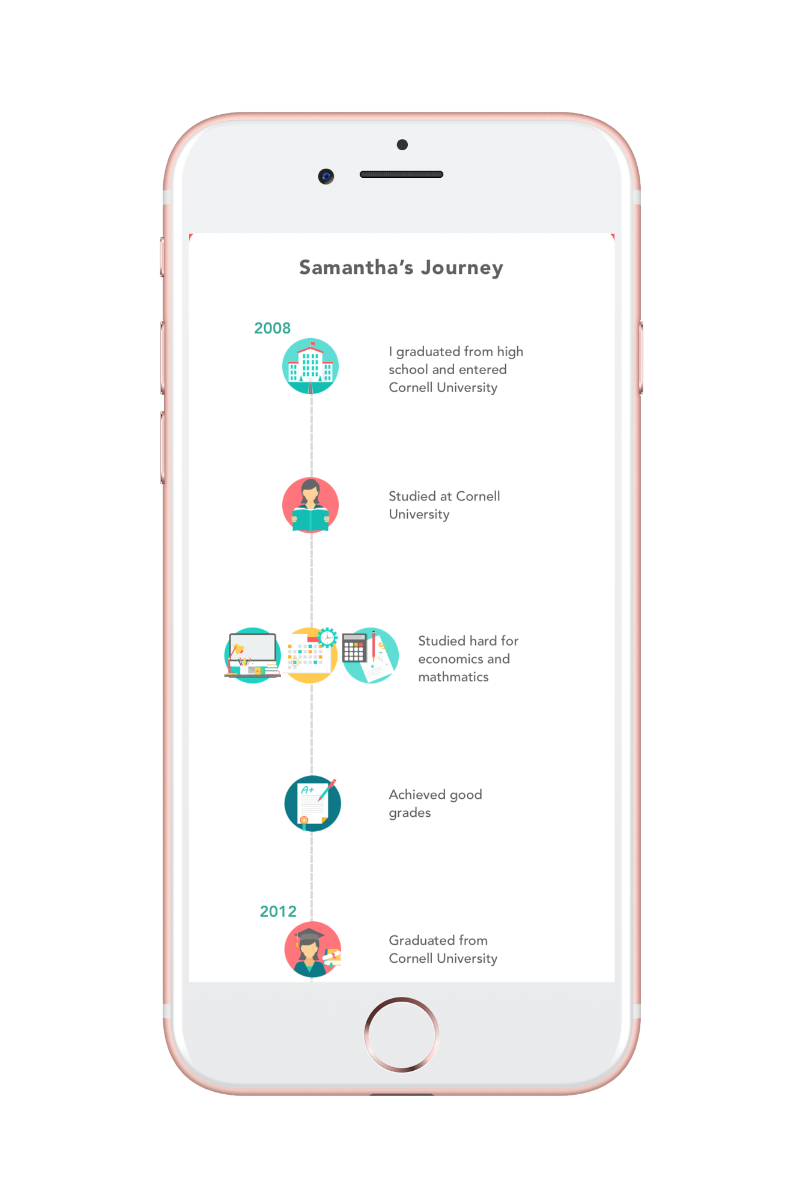 Samantha's Journey
2008
I graduated from high
school and entered
Cornell University
Studied at Cornell
University
Studied hard for
economics and
mathmatics
A+
Achieved good
grades
2012
Graduated from
Cornell University